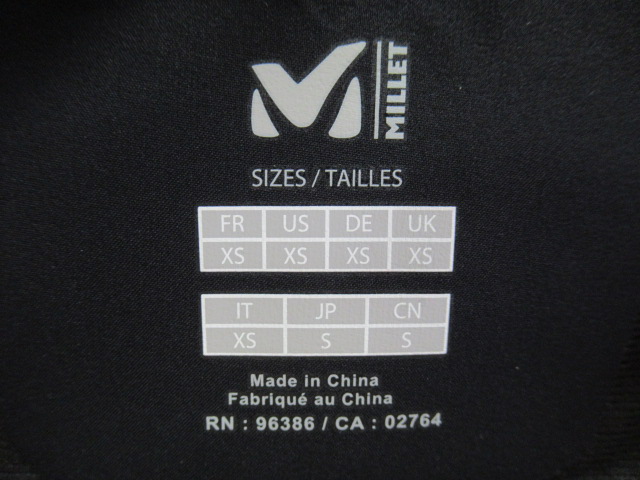 MILLET
SIZES / TAILLES
FR US DE UK
XS XS XS XS
IT JP CN
XS S S
Made in China
Fabriqué au China
RN : 96386 / CA : 02764